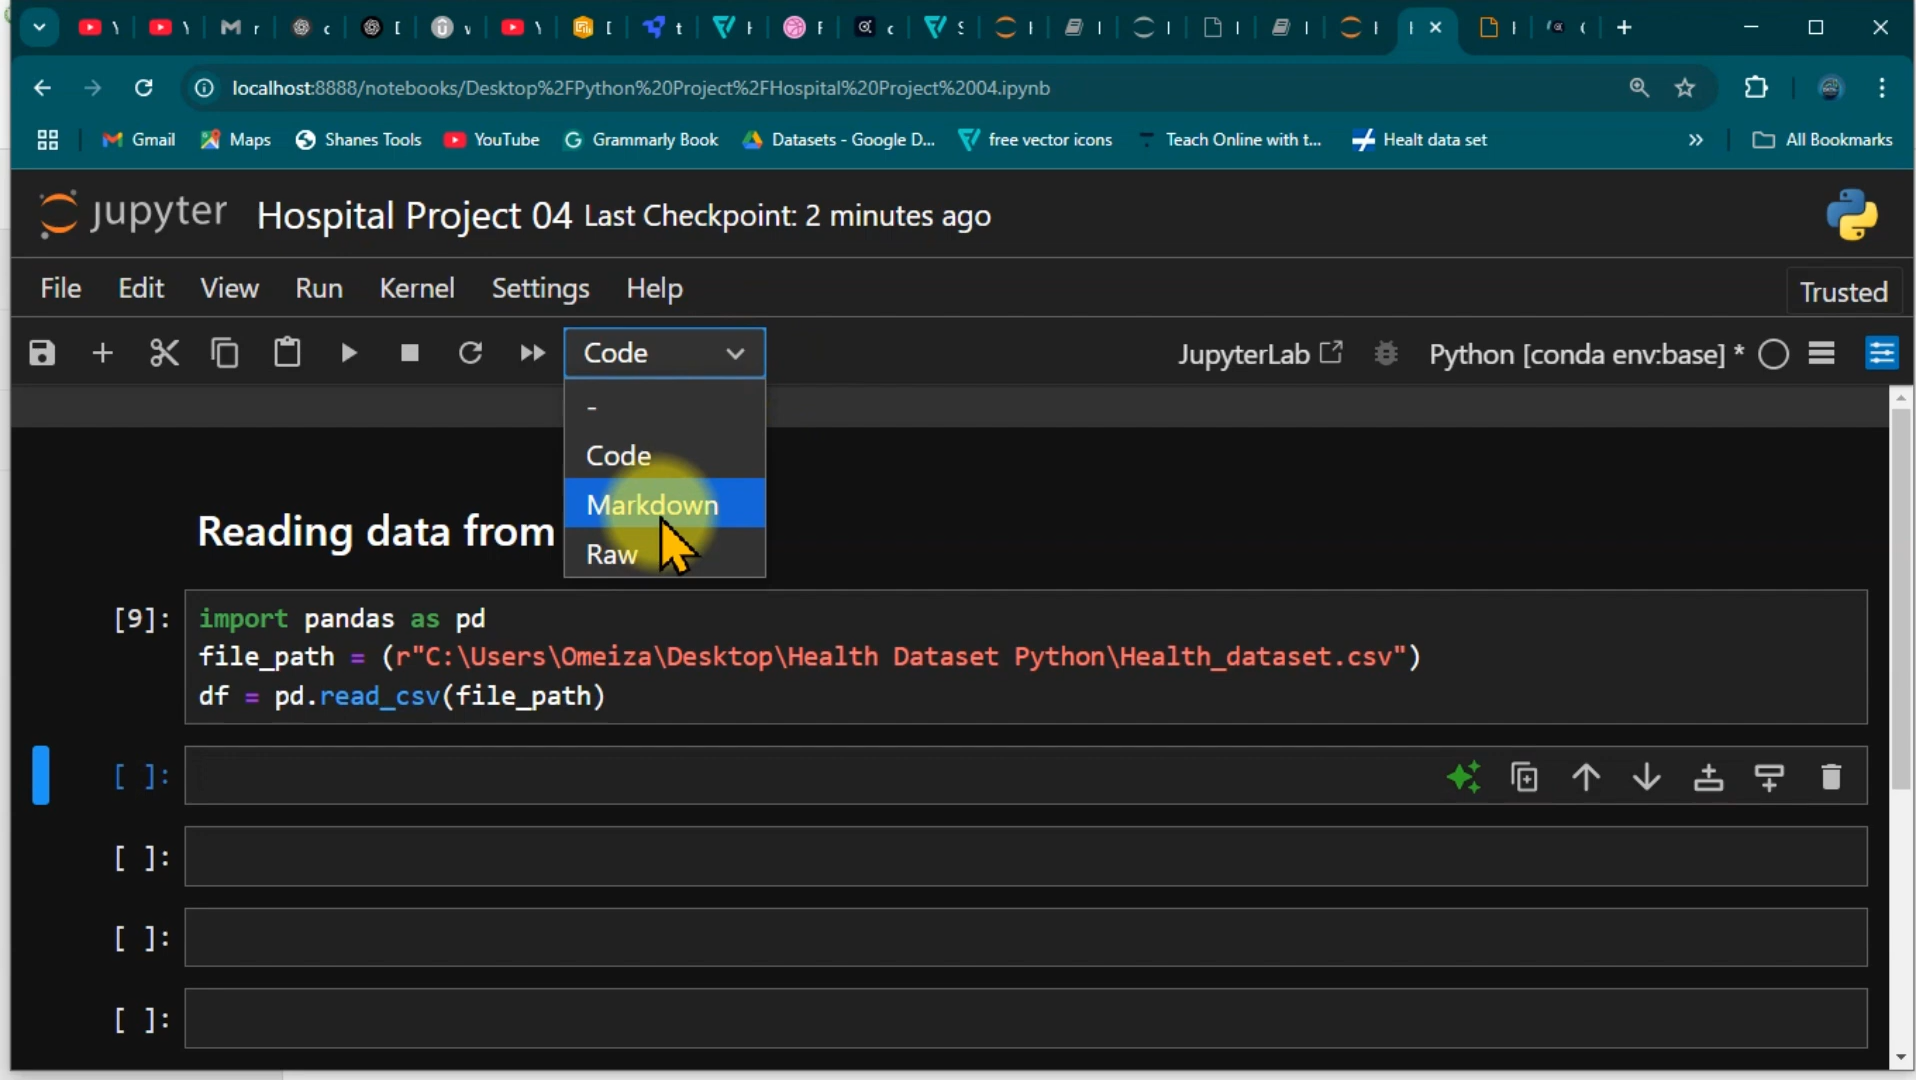 localhost:8888/notebooks/Desktop%2FPython%20Project%2FHospital%20Project%2004.ipynb
Gmail Maps Shanes Tools YouTube Grammarly Book Datasets - Google D... free vector icons Teach Online with t... Healt data set » All Bookmarks
jupyter Hospital Project 04 Last Checkpoint: 2 minutes ago
File Edit View Run Kernel Settings Help Trusted
Code JupyterLab Python [conda env:base] *
-
Code
Markdown
Raw
Reading data from
[9]: import pandas as pd
file_path = (r"C:\Users\Omeiza\Desktop\Health Dataset Python\Health_dataset.csv")
df = pd.read_csv(file_path)
[ ]:
[ ]:
[ ]:
[ ]: